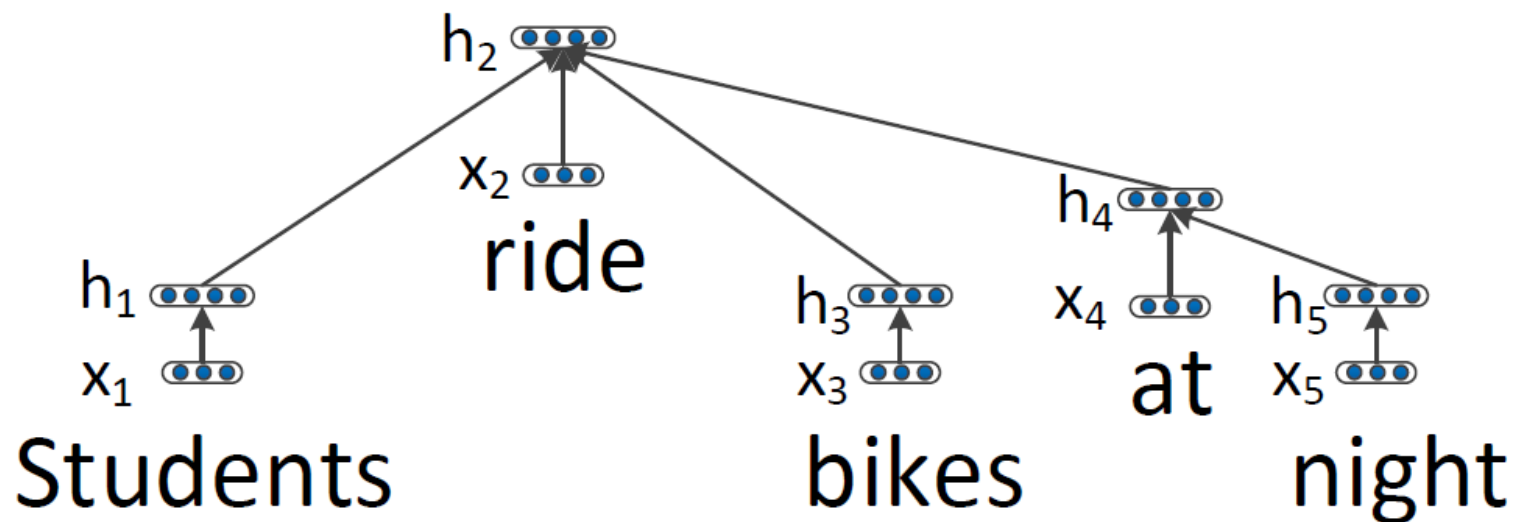 h2
x2
ride
h4
h1
h3
x4
h5
x1
x3
at
x5
Students
bikes
night